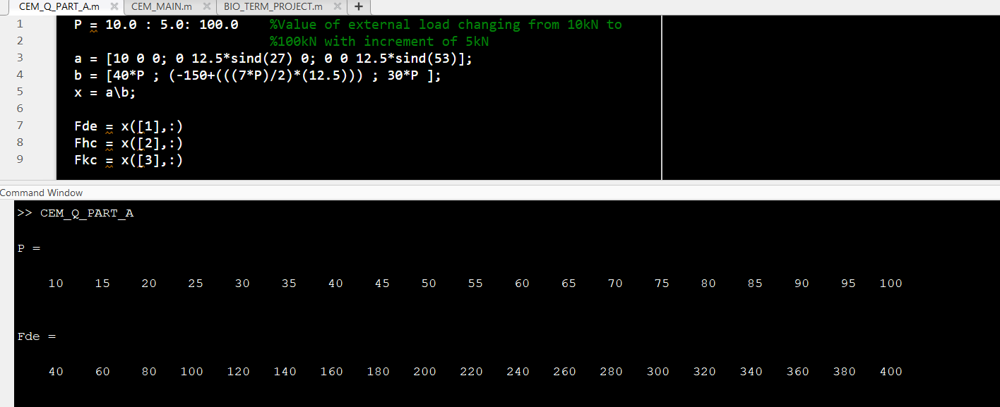 CEM_Q_PART_A.m CEM_MAIN.m BIO_TERM_PROJECT.m +
1 P = 10.0 : 5.0: 100.0 %Value of external load changing from 10kN to
2 %100kN with increment of 5kN
3 a = [10 0 0; 0 12.5*sind(27) 0; 0 0 12.5*sind(53)];
4 b = [40*P ; (-150+(((7*P)/2)*(12.5))) ; 30*P ];
5 x = a\b;
6
7 Fde = x([1],:)
8 Fhc = x([2],:)
9 Fkc = x([3],:)
Command Window
>> CEM_Q_PART_A
P =
10 15 20 25 30 35 40 45 50 55 60 65 70 75 80 85 90 95 100
Fde =
40 60 80 100 120 140 160 180 200 220 240 260 280 300 320 340 360 380 400